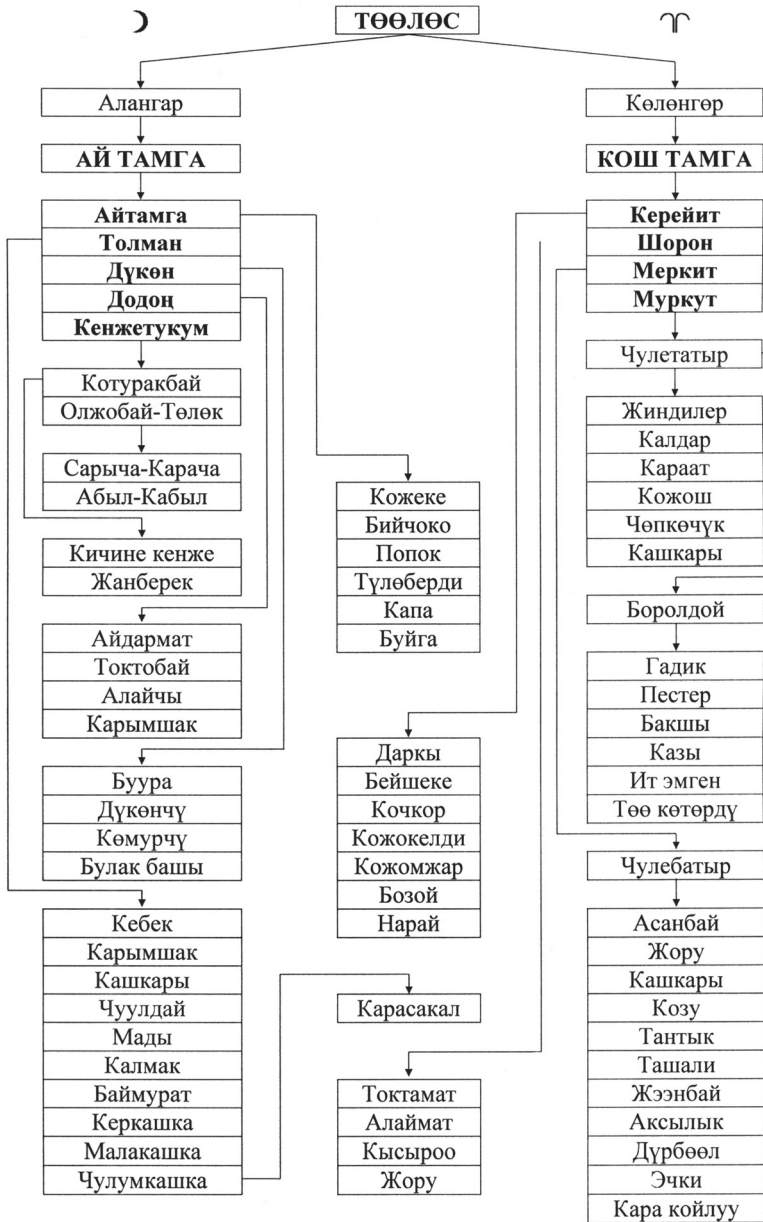 ТӨӨЛӨС
Алангар
АЙ ТАМГА
Айтамга
Толман
Дүкөн
Додоң
Кенжетукум
Котуракбай
Олжобай-Төлөк
Сарыча-Карача
Абыл-Кабыл
Кичине кенже
Жанберек
Айдармат
Токтобай
Алайчы
Карымшак
Буура
Дүкөнчү
Көмурчү
Булак башы
Кебек
Карымшак
Кашкары
Чуулдай
Мады
Калмак
Баймурат
Керкашка
Малакашка
Чулумкашка
Кожеке
Бийчоко
Попок
Түлөберди
Капа
Буйга
Даркы
Бейшеке
Кочкор
Кожокелди
Кожомжар
Бозой
Нарай
Карасакал
Токтамат
Алаймат
Кысыроо
Жору
Көлөнгөр
КОШ ТАМГА
Керейит
Шорон
Меркит
Муркут
Чулетатыр
Жиндилер
Калдар
Караат
Кожош
Чөпкөчүк
Кашкары
Боролдой
Гадик
Пестер
Бакшы
Казы
Ит эмген
Төө көтөрдү
Чулебатыр
Асанбай
Жору
Кашкары
Козу
Тантык
Ташали
Жээнбай
Аксылык
Дүрбөөл
Эчки
Кара койлуу